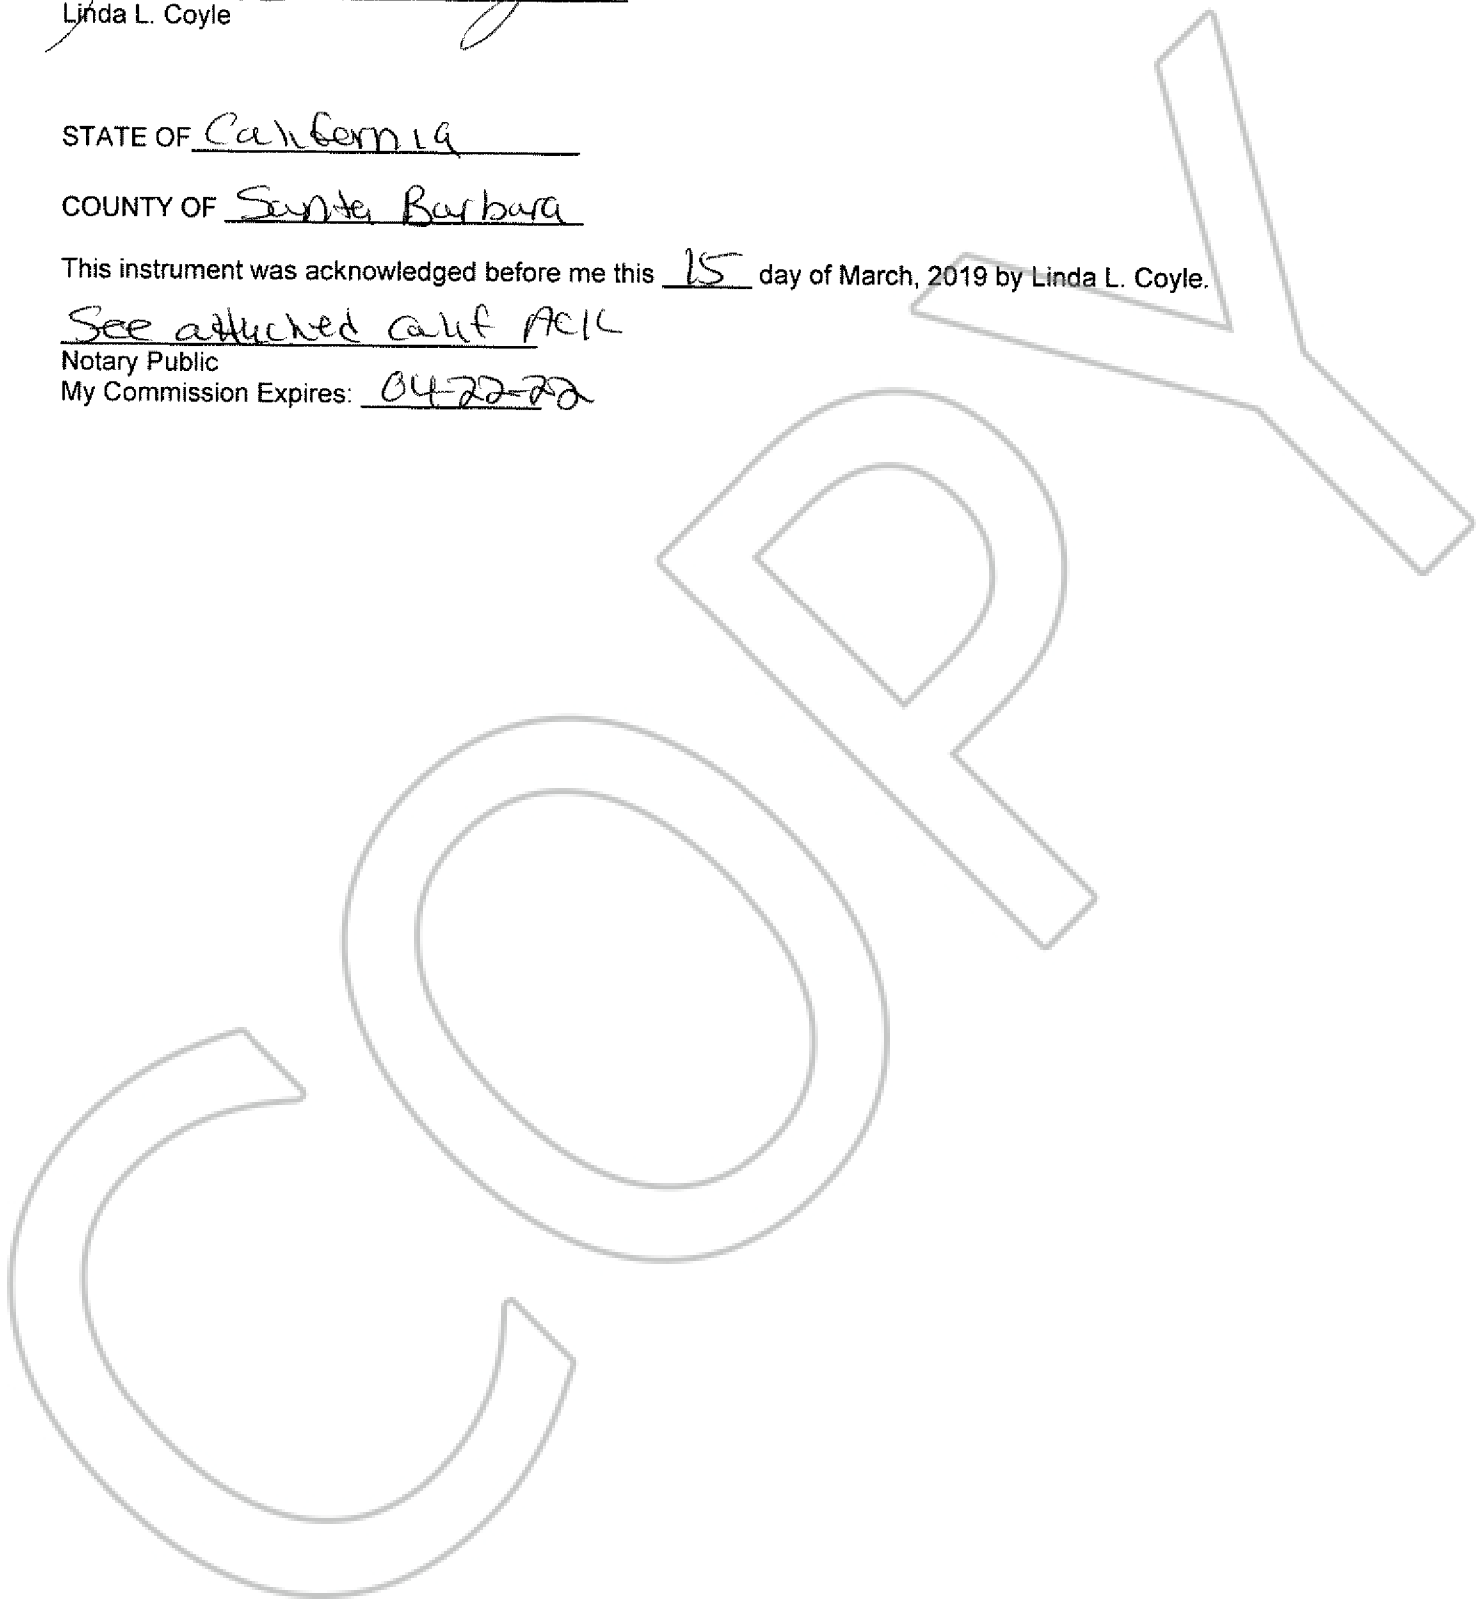 Linda L. Coyle
STATE OF California
COUNTY OF Santa Barbara
This instrument was acknowledged before me this 15 day of March, 2019 by Linda L. Coyle.
See attached Calif ACK
Notary Public
My Commission Expires: 04-22-22
COPY